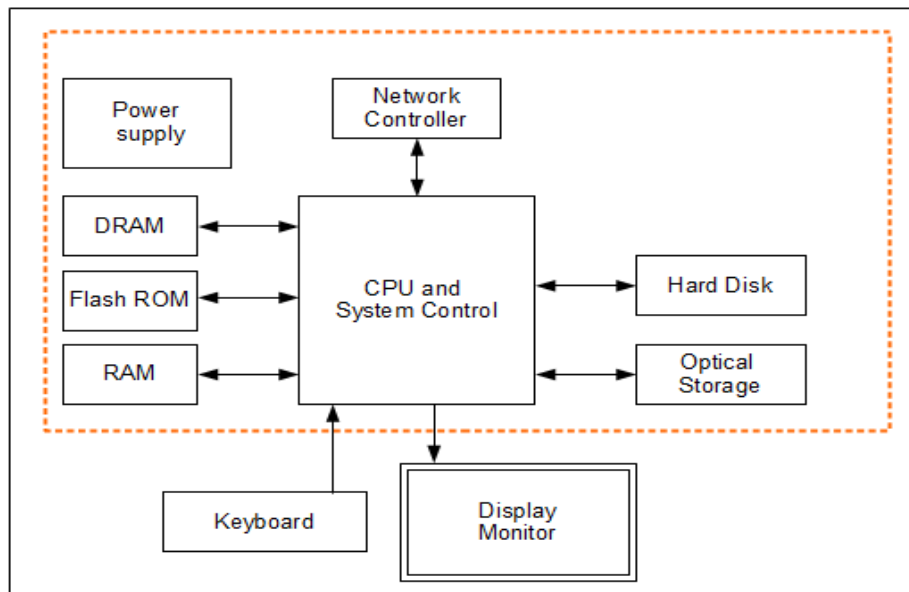 Power
supply
Network
Controller
DRAM
Flash ROM
RAM
CPU and
System Control
Hard Disk
Optical
Storage
Keyboard
Display
Monitor